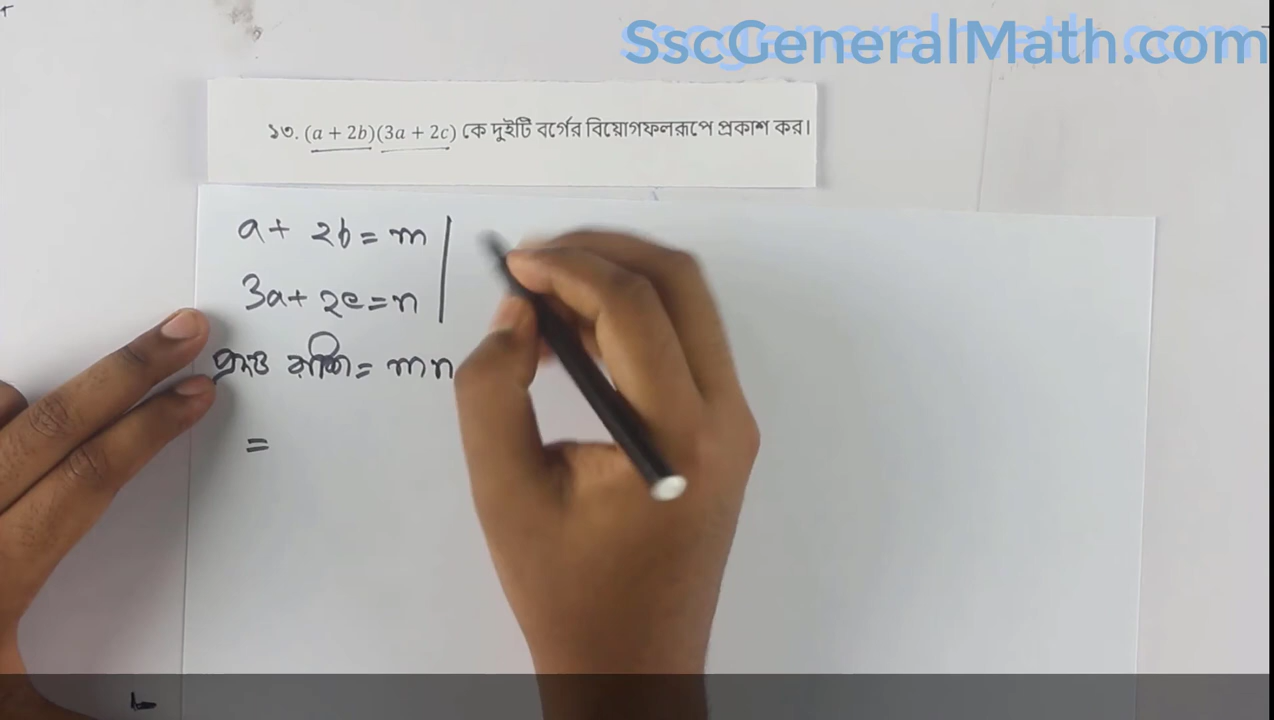 SscGeneralMath.com
১৩. (a + 2b)(3a + 2c) কে দুইটি বর্গের বিয়োগফলরূপে প্রকাশ কর।
a + 2b = m
3a + 2c = n
প্রদত্ত রাশি = mn
=